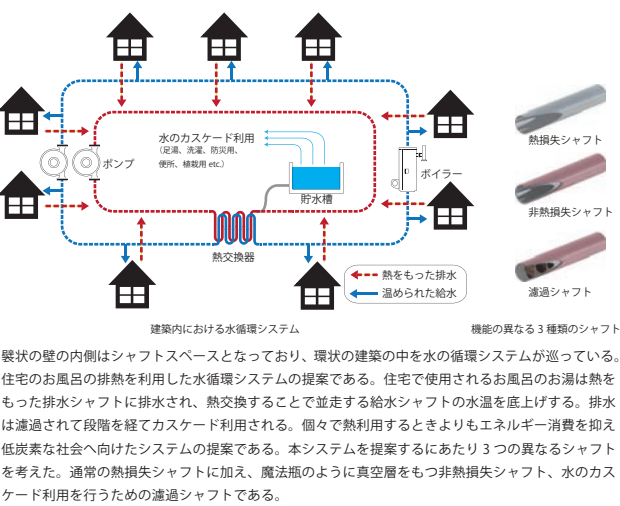 水のカスケード利用
（足湯、洗濯、防災用、
便所、植栽用 etc.）
ポンプ
貯水槽
ボイラー
熱交換器
熱をもった排水
温められた給水
熱損失シャフト
非熱損失シャフト
濾過シャフト
建築内における水循環システム
機能の異なる 3 種類のシャフト
襞状の壁の内側はシャフトスペースとなっており、環状の建築の中を水の循環システムが巡っている。
住宅のお風呂の排熱を利用した水循環システムの提案である。住宅で使用されるお風呂のお湯は熱を
もった排水シャフトに排水され、熱交換することで並走する給水シャフトの水温を底上げする。排水
は濾過されて段階を経てカスケード利用される。個々で熱利用するときよりもエネルギー消費を抑え
低炭素な社会へ向けたシステムの提案である。本システムを提案するにあたり 3 つの異なるシャフト
を考えた。通常の熱損失シャフトに加え、魔法瓶のように真空層をもつ非熱損失シャフト、水のカス
ケード利用を行うための濾過シャフトである。